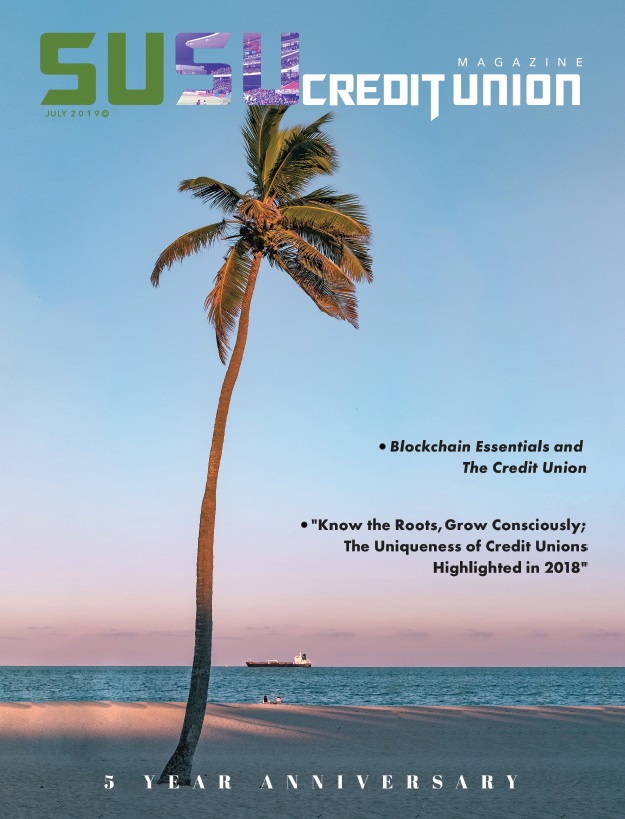 MAGAZINE
SUSU CREDIT UNION
JULY 2019©
• Blockchain Essentials and
The Credit Union
• "Know the Roots, Grow Consciously;
The Uniqueness of Credit Unions
Highlighted in 2018"
5 YEAR ANNIVERSARY